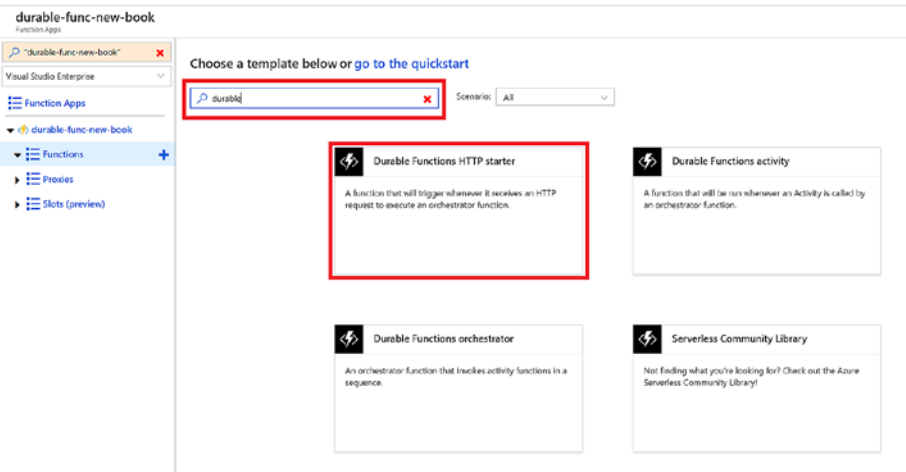 durable-func-new-book
Function Apps
"durable-func-new-book"
Visual Studio Enterprise
Function Apps
durable-func-new-book
Functions
Proxies
Slots (preview)
Choose a template below or go to the quickstart
durable
Scenario: All
Durable Functions HTTP starter
A function that will trigger whenever it receives an HTTP
request to execute an orchestrator function.
Durable Functions activity
A function that will be run whenever an Activity is called by
an orchestrator function.
Durable Functions orchestrator
An orchestrator function that invokes activity functions in a
sequence.
Serverless Community Library
Not finding what you're looking for? Check out the Azure
Serverless Community Library!